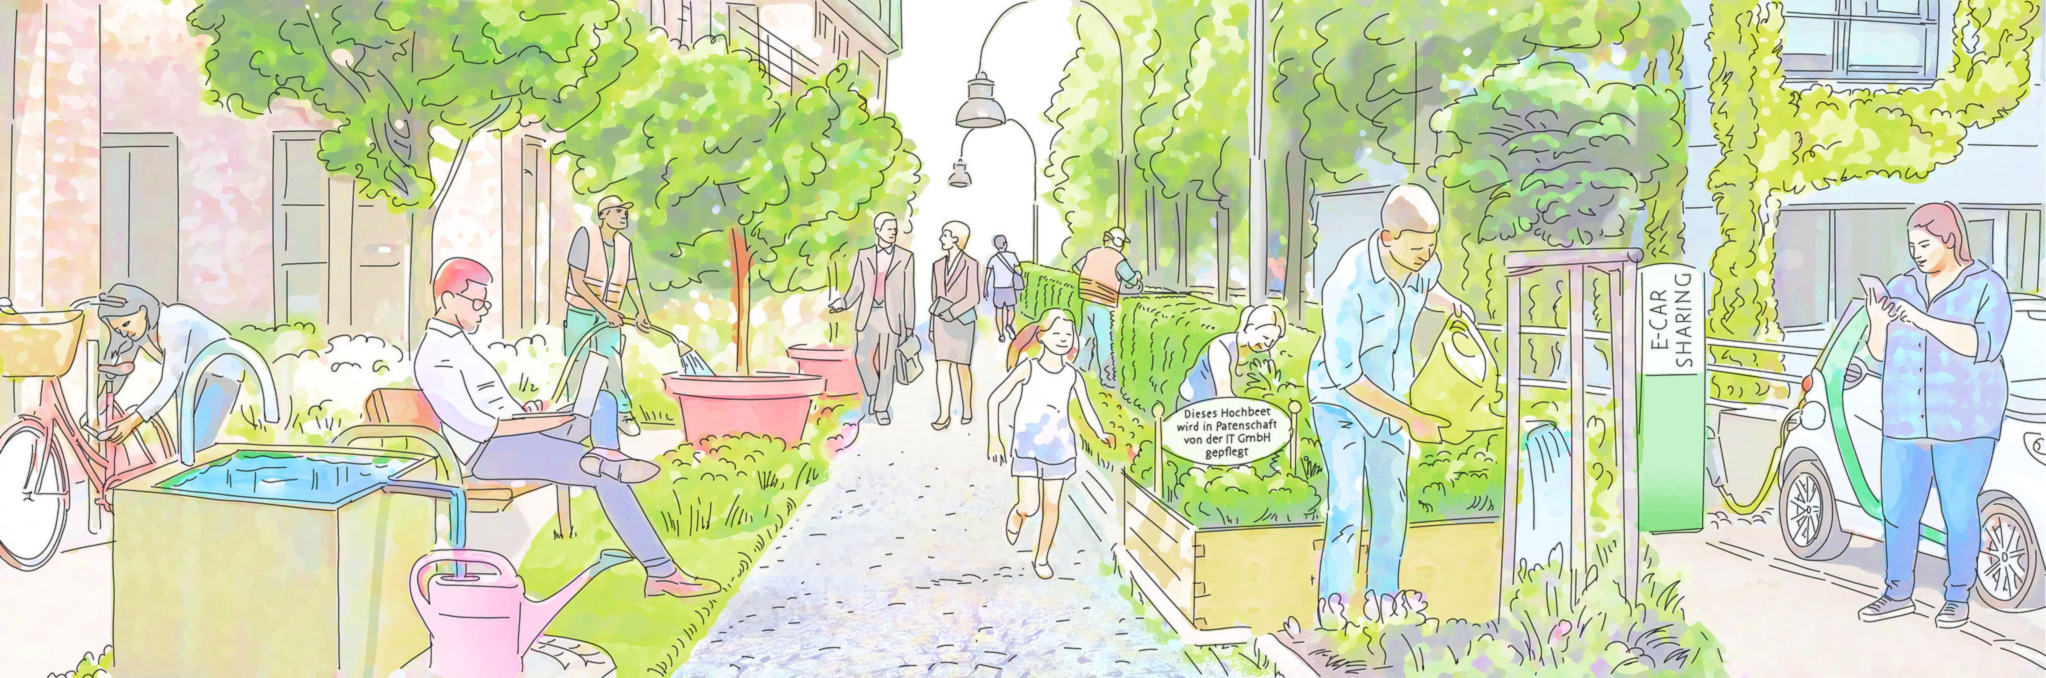 Dieses Hochbeet
wird in Patenschaft
von der IT GmbH
gepflegt
E-CAR
SHARING